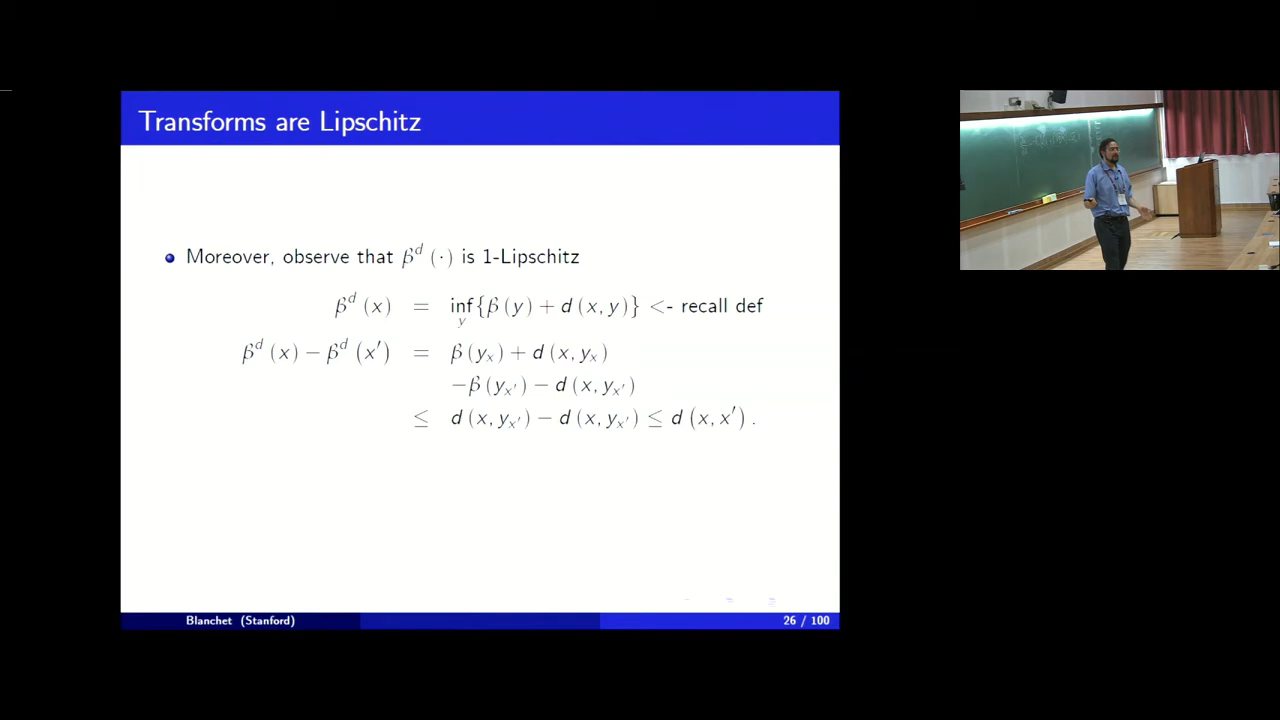 Transforms are Lipschitz
Moreover, observe that β^d (·) is 1-Lipschitz
β^d (x) = inf_y {β (y) + d (x, y)} <- recall def
β^d (x) − β^d (x′) = β (y_x) + d (x, y_x)
−β (y_x′) − d (x, y_x′)
≤ d (x, y_x′) − d (x, y_x′) ≤ d (x, x′) .
Blanchet (Stanford)
26 / 100